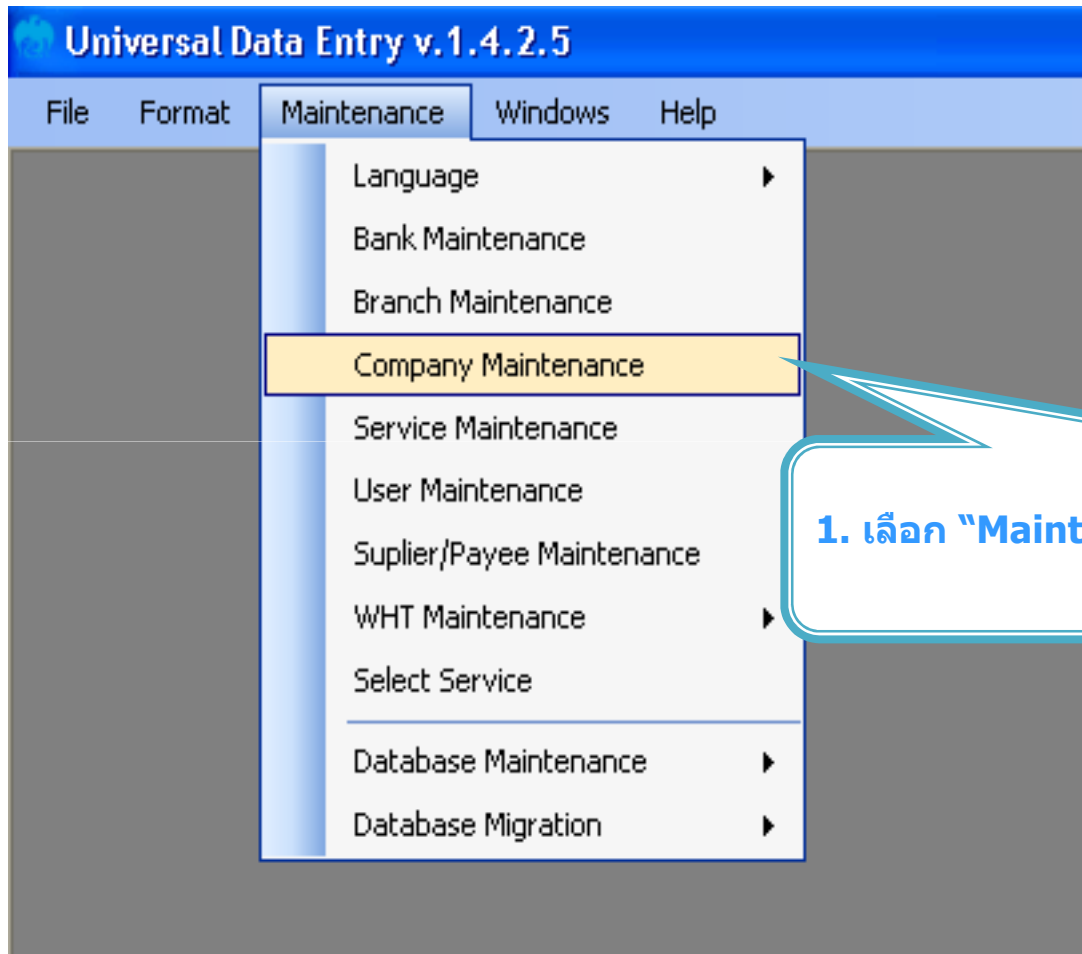 Universal Data Entry v.1.4.2.5
File Format Maintenance Windows Help
Language
Bank Maintenance
Branch Maintenance
Company Maintenance
Service Maintenance
User Maintenance
Suplier/Payee Maintenance
WHT Maintenance
Select Service
Database Maintenance
Database Migration
1. เลือก “Maint